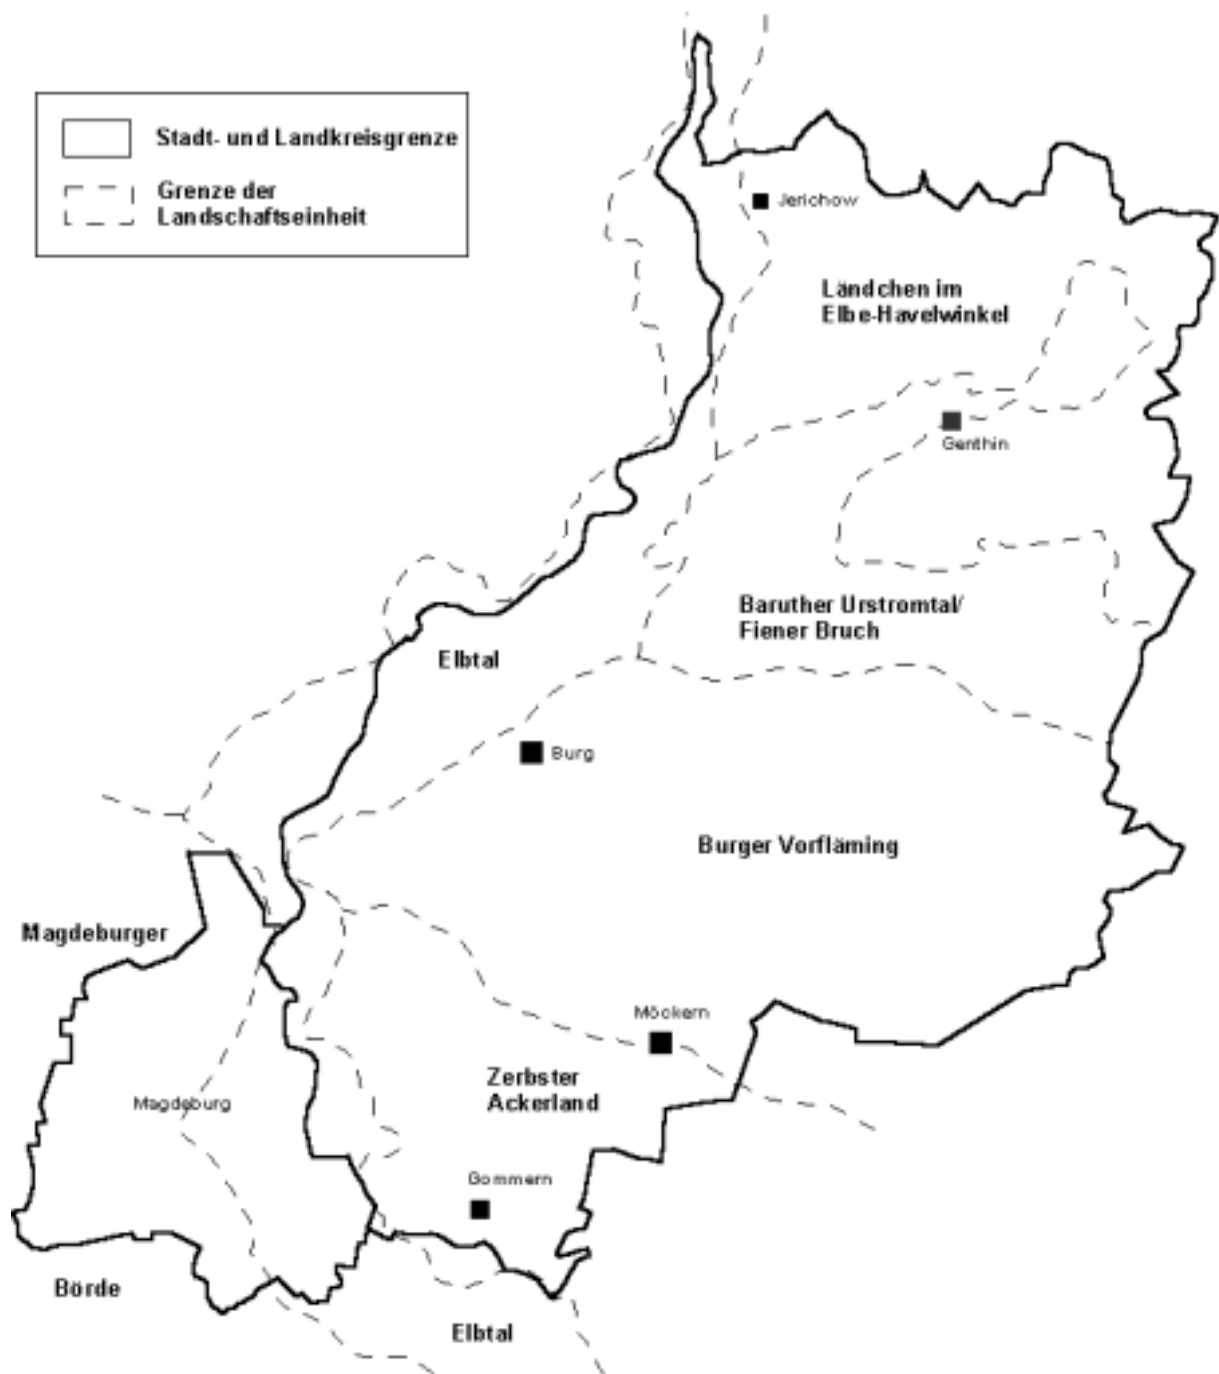 Stadt- und Landkreisgrenze
Grenze der
Landschaftseinheit
Jerichow
Ländchen im
Elbe-Havelwinkel
Genthin
Baruther Urstromtal/
Fiener Bruch
Elbtal
Burg
Burger Vorfläming
Magdeburger
Möckern
Zerbster
Ackerland
Magdeburg
Gommern
Börde
Elbtal